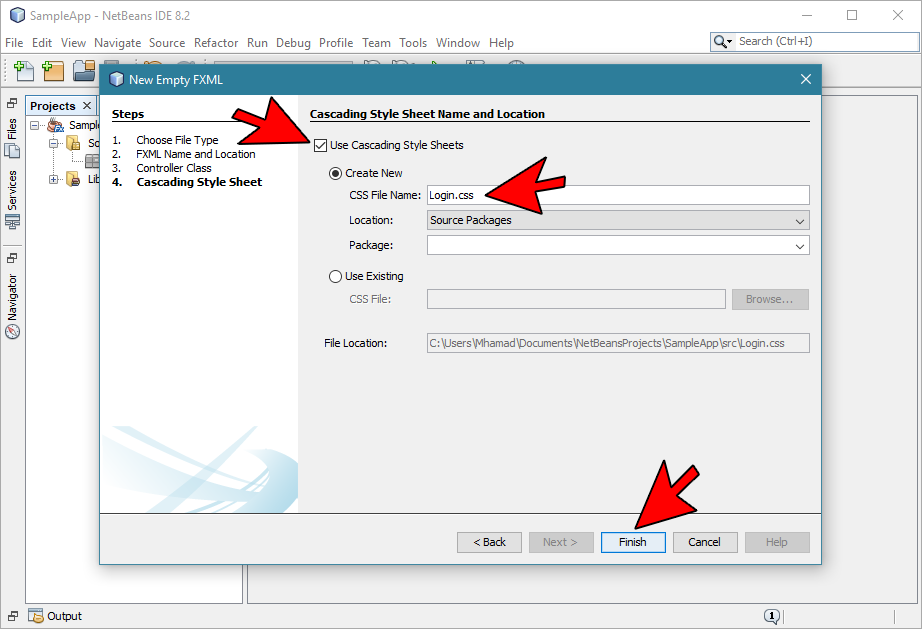 SampleApp - NetBeans IDE 8.2
File Edit View Navigate Source Refactor Run Debug Profile Team Tools Window Help
Search (Ctrl+I)
New Empty FXML
Projects
Files
Services
Navigator
Sampl
So
Lib
Steps
1. Choose File Type
2. FXML Name and Location
3. Controller Class
4. Cascading Style Sheet
Cascading Style Sheet Name and Location
Use Cascading Style Sheets
Create New
CSS File Name: Login.css
Location: Source Packages
Package:
Use Existing
CSS File: Browse...
File Location: C:\Users\Mhamad\Documents\NetBeansProjects\SampleApp\src\Login.css
< Back Next > Finish Cancel Help
Output
1